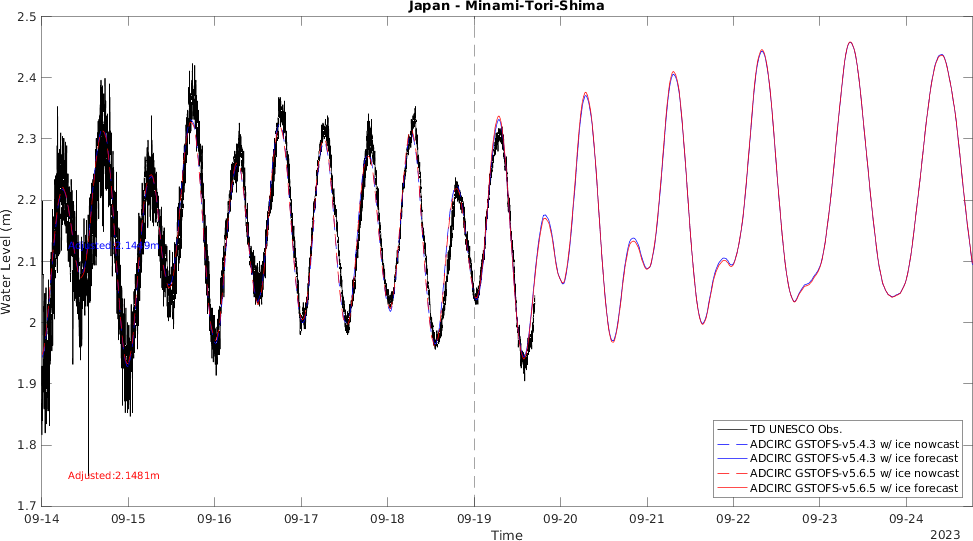 Japan - Minami-Tori-Shima
2.5
2.4
2.3
2.2
2.1
2
1.9
1.8
1.7
Water Level (m)
Adjusted:2.1481m
TD UNESCO Obs.
ADCIRC GSTOFS-v5.4.3 w/ ice nowcast
ADCIRC GSTOFS-v5.4.3 w/ ice forecast
ADCIRC GSTOFS-v5.6.5 w/ ice nowcast
ADCIRC GSTOFS-v5.6.5 w/ ice forecast
09-14 09-15 09-16 09-17 09-18 09-19 09-20 09-21 09-22 09-23 09-24
Time
2023